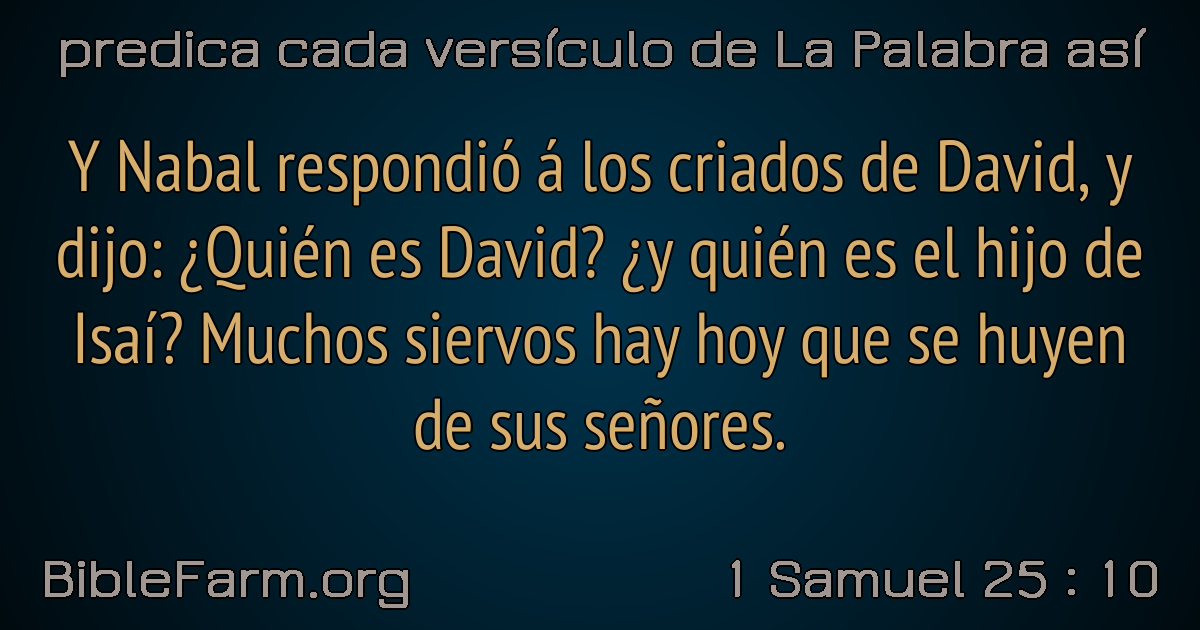 predica cada versículo de La Palabra así
Y Nabal respondió á los criados de David, y
dijo: ¿Quién es David? ¿y quién es el hijo de
Isaí? Muchos siervos hay hoy que se huyen
de sus señores.
BibleFarm.org
1 Samuel 25 : 10